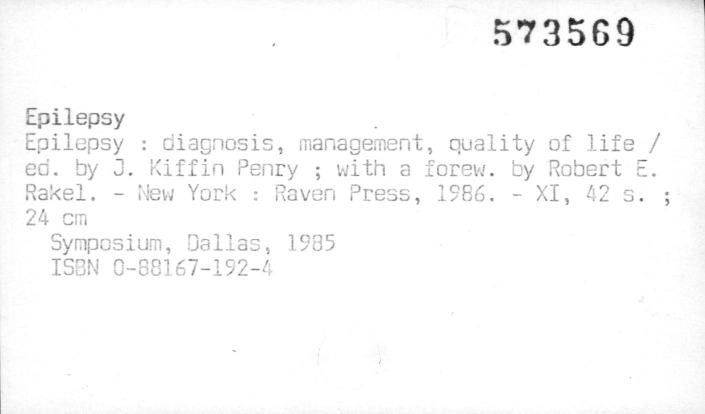 573569
Epilepsy
Epilepsy : diagnosis, management, quality of life /
ed. by J. Kiffin Penry ; with a forew. by Robert E.
Rakel. - New York : Raven Press, 1986. - XI, 42 s. ;
24 cm
Symposium, Dallas, 1985
ISBN 0-88167-192-4